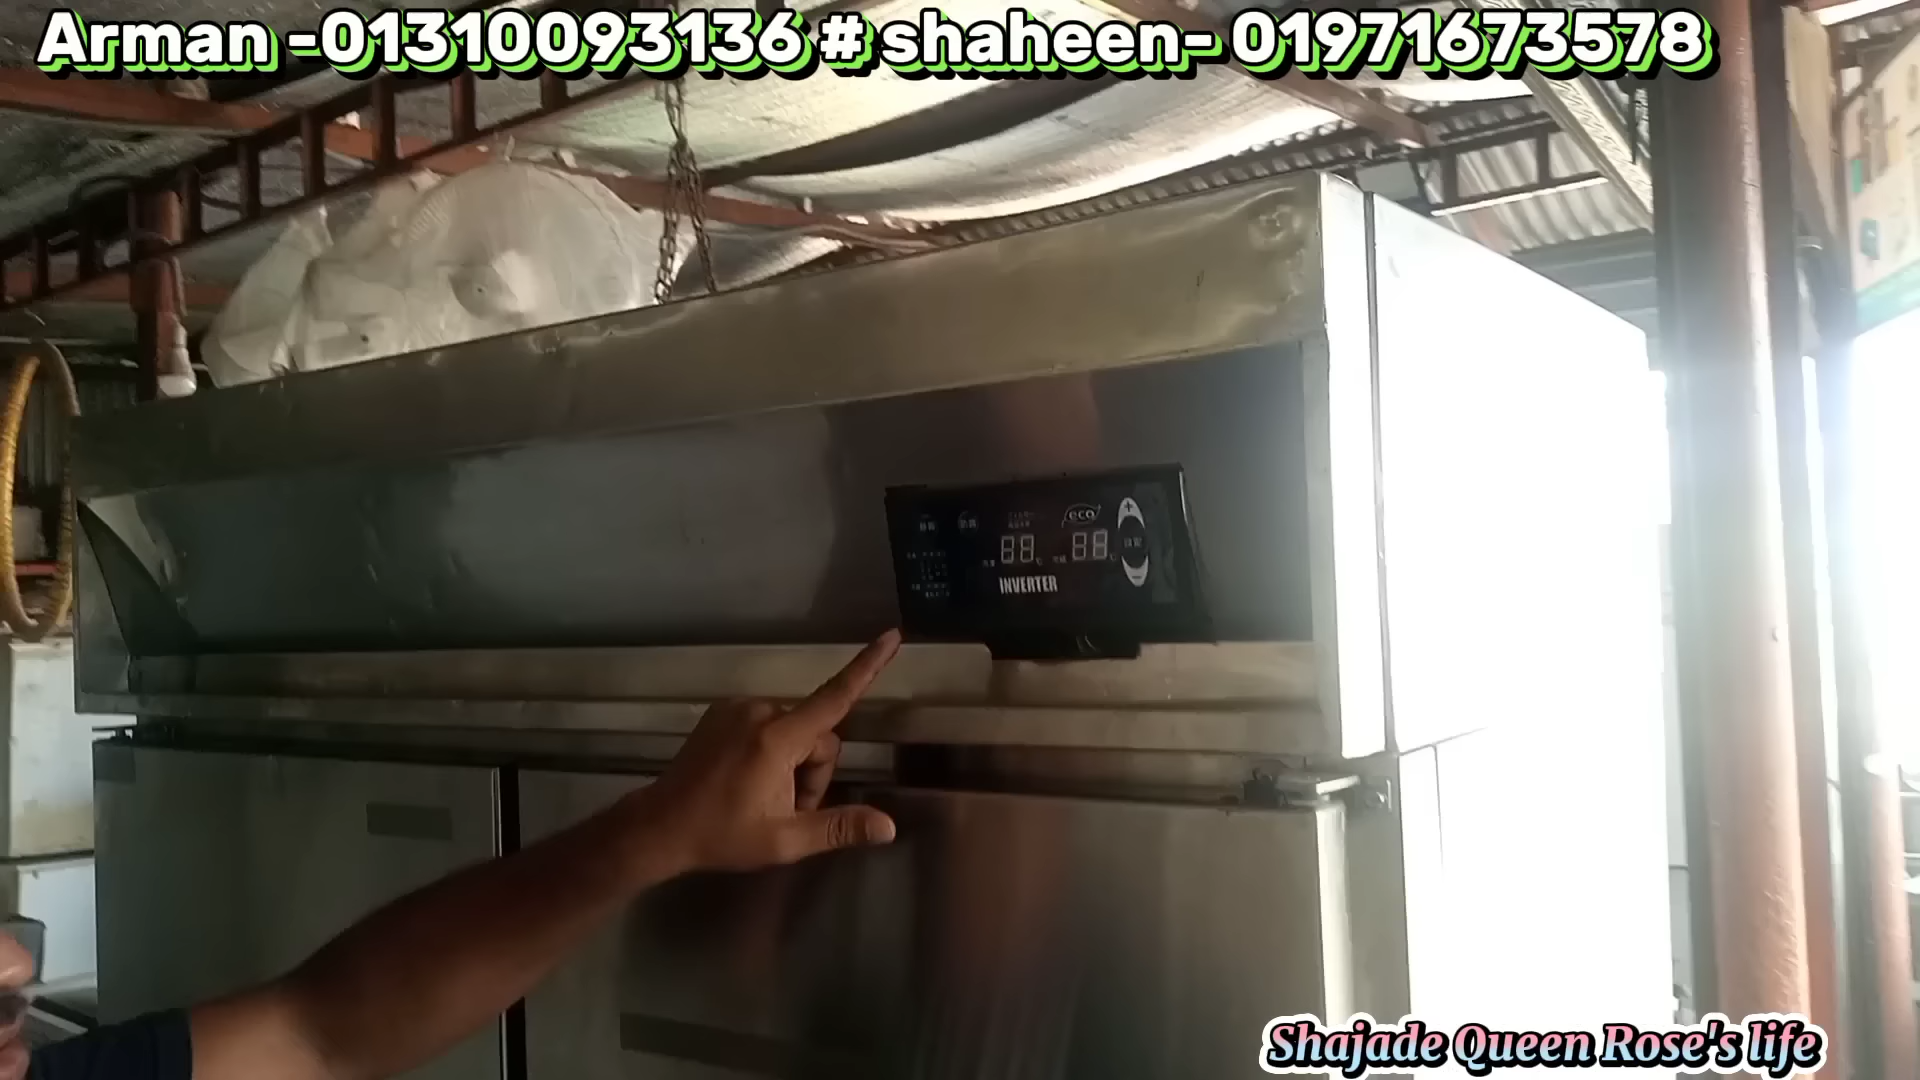 Arman -01310093136 # shaheen- 01971673578
eco
88 88
INVERTER
Shajade Queen Rose's life